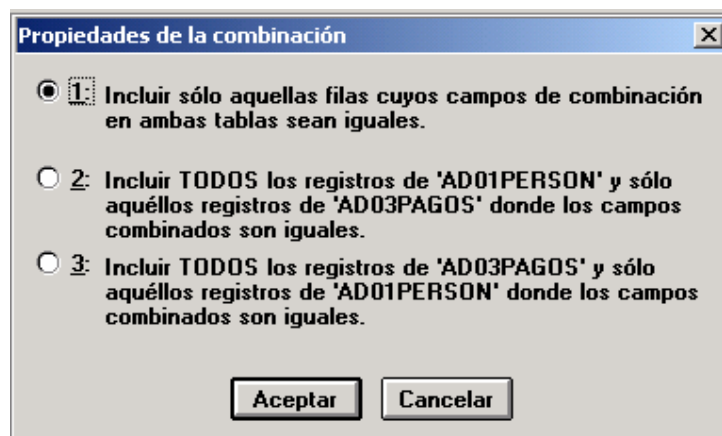 Propiedades de la combinación
1: Incluir sólo aquellas filas cuyos campos de combinación
en ambas tablas sean iguales.
2: Incluir TODOS los registros de 'AD01PERSON' y sólo
aquéllos registros de 'AD03PAGOS' donde los campos
combinados son iguales.
3: Incluir TODOS los registros de 'AD03PAGOS' y sólo
aquéllos registros de 'AD01PERSON' donde los campos
combinados son iguales.
Aceptar Cancelar